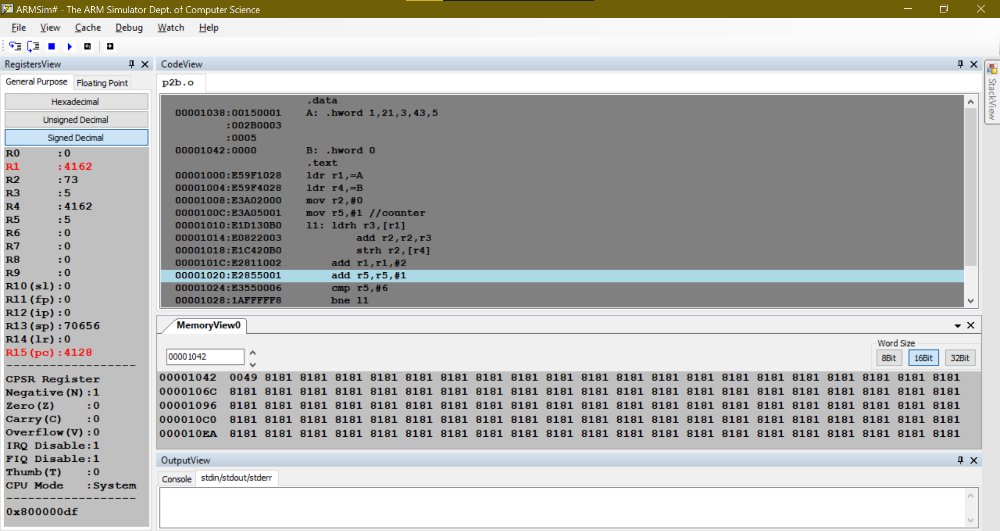 ARMSim# - The ARM Simulator Dept. of Computer Science
File View Cache Debug Watch Help
RegistersView
General Purpose Floating Point
Hexadecimal
Unsigned Decimal
Signed Decimal
R0 :0
R1 :4162
R2 :73
R3 :5
R4 :4162
R5 :5
R6 :0
R7 :0
R8 :0
R9 :0
R10(sl):0
R11(fp):0
R12(ip):0
R13(sp):70656
R14(lr):0
R15(pc):4128
-------------------
CPSR Register
Negative(N):1
Zero(Z) :0
Carry(C) :0
Overflow(V):0
IRQ Disable:1
FIQ Disable:1
Thumb(T) :0
CPU Mode :System
-------------------
0x800000df
CodeView
p2b.o
.data
00001038:00150001 A: .hword 1,21,3,43,5
:002B0003
:0005
00001042:0000 B: .hword 0
.text
00001000:E59F1028 ldr r1,=A
00001004:E59F4028 ldr r4,=B
00001008:E3A02000 mov r2,#0
0000100C:E3A05001 mov r5,#1 //counter
00001010:E1D130B0 l1: ldrh r3,[r1]
00001014:E0822003 add r2,r2,r3
00001018:E1C420B0 strh r2,[r4]
0000101C:E2811002 add r1,r1,#2
00001020:E2855001 add r5,r5,#1
00001024:E3550006 cmp r5,#6
00001028:1AFFFFF8 bne l1
StackView
MemoryView0
00001042
Word Size
8Bit 16Bit 32Bit
00001042 0049 8181 8181 8181 8181 8181 8181 8181 8181 8181 8181 8181 8181 8181 8181 8181 8181 8181 8181 8181 8181
0000106C 8181 8181 8181 8181 8181 8181 8181 8181 8181 8181 8181 8181 8181 8181 8181 8181 8181 8181 8181 8181 8181
00001096 8181 8181 8181 8181 8181 8181 8181 8181 8181 8181 8181 8181 8181 8181 8181 8181 8181 8181 8181 8181 8181
000010C0 8181 8181 8181 8181 8181 8181 8181 8181 8181 8181 8181 8181 8181 8181 8181 8181 8181 8181 8181 8181 8181
000010EA 8181 8181 8181 8181 8181 8181 8181 8181 8181 8181 8181 8181 8181 8181 8181 8181 8181 8181 8181 8181 8181
OutputView
Console stdin/stdout/stderr